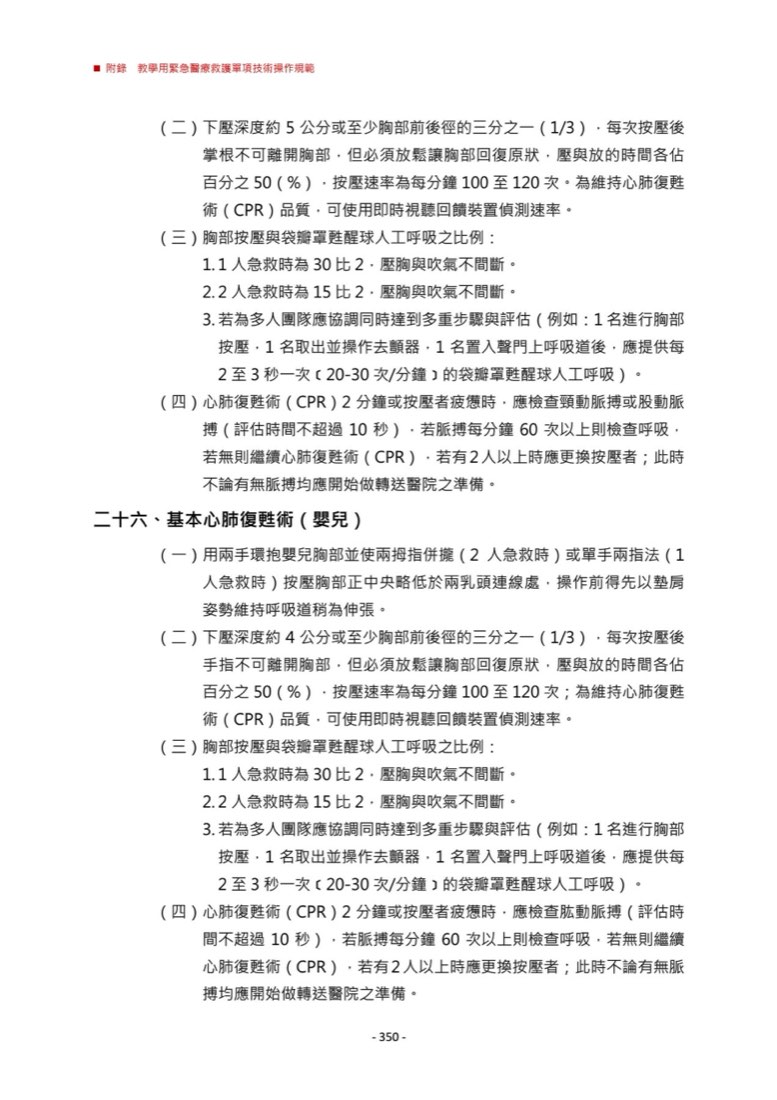 ■ 附錄　教學用緊急醫療救護單項技術操作規範
（二）下壓深度約 5 公分或至少胸部前後徑的三分之一（1/3），每次按壓後
掌根不可離開胸部，但必須放鬆讓胸部回復原狀，壓與放的時間各佔
百分之 50（%），按壓速率為每分鐘 100 至 120 次。為維持心肺復甦
術（CPR）品質，可使用即時視聽回饋裝置偵測速率。
（三）胸部按壓與袋瓣罩甦醒球人工呼吸之比例：
1. 1 人急救時為 30 比 2，壓胸與吹氣不間斷。
2. 2 人急救時為 15 比 2，壓胸與吹氣不間斷。
3. 若為多人團隊應協調同時達到多重步驟與評估（例如：1 名進行胸部
按壓，1 名取出並操作去顫器，1 名置入聲門上呼吸道後，應提供每
2 至 3 秒一次〔 20-30 次/分鐘 〕的袋瓣罩甦醒球人工呼吸）。
（四）心肺復甦術（CPR）2 分鐘或按壓者疲憊時，應檢查頸動脈搏或股動脈
搏（評估時間不超過 10 秒），若脈搏每分鐘 60 次以上則檢查呼吸，
若無則繼續心肺復甦術（CPR），若有2人以上時應更換按壓者；此時
不論有無脈搏均應開始做轉送醫院之準備。
二十六、基本心肺復甦術（嬰兒）
（一）用兩手環抱嬰兒胸部並使兩拇指併攏（2 人急救時）或單手兩指法（1
人急救時）按壓胸部正中央略低於兩乳頭連線處，操作前得先以墊肩
姿勢維持呼吸道稍為伸張。
（二）下壓深度約 4 公分或至少胸部前後徑的三分之一（1/3），每次按壓後
手指不可離開胸部，但必須放鬆讓胸部回復原狀，壓與放的時間各佔
百分之 50（%），按壓速率為每分鐘 100 至 120 次；為維持心肺復甦
術（CPR）品質，可使用即時視聽回饋裝置偵測速率。
（三）胸部按壓與袋瓣罩甦醒球人工呼吸之比例：
1. 1 人急救時為 30 比 2，壓胸與吹氣不間斷。
2. 2 人急救時為 15 比 2，壓胸與吹氣不間斷。
3. 若為多人團隊應協調同時達到多重步驟與評估（例如：1 名進行胸部
按壓，1 名取出並操作去顫器，1 名置入聲門上呼吸道後，應提供每
2 至 3 秒一次〔 20-30 次/分鐘 〕的袋瓣罩甦醒球人工呼吸）。
（四）心肺復甦術（CPR）2 分鐘或按壓者疲憊時，應檢查肱動脈搏（評估時
間不超過 10 秒），若脈搏每分鐘 60 次以上則檢查呼吸，若無則繼續
心肺復甦術（CPR），若有2人以上時應更換按壓者；此時不論有無脈
搏均應開始做轉送醫院之準備。
- 350 -